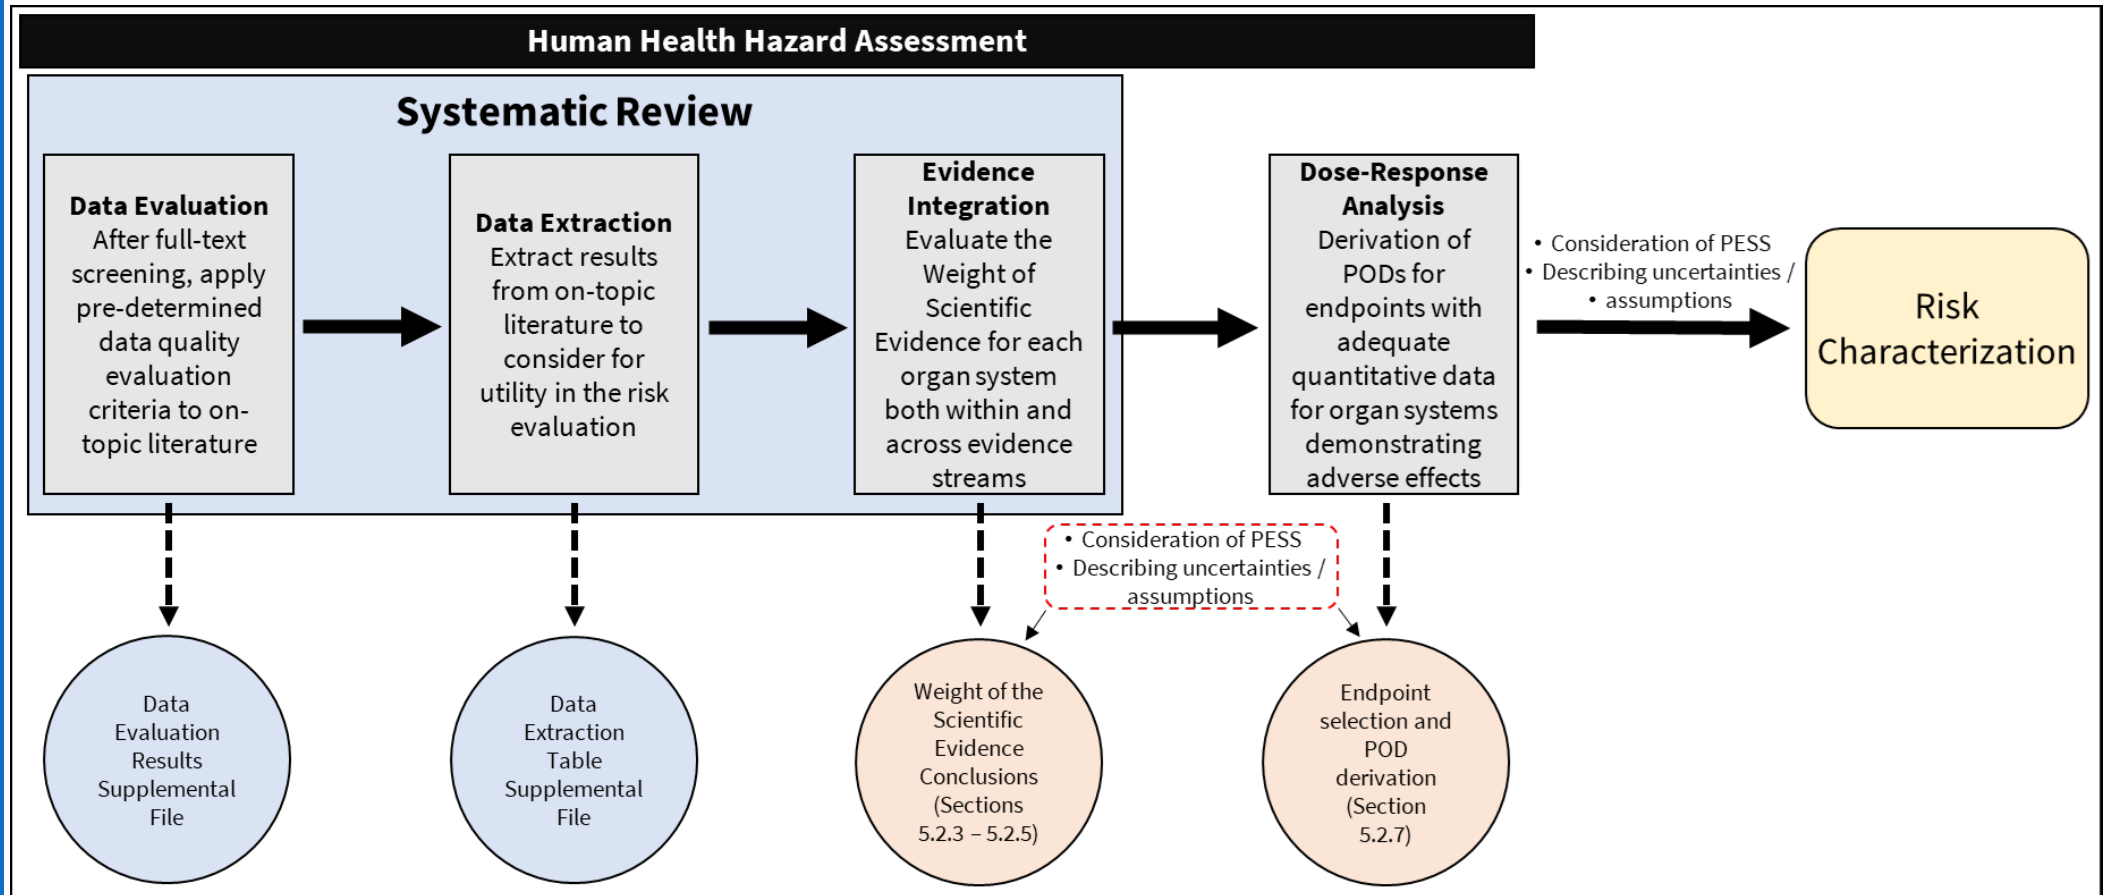 Human Health Hazard Assessment
Systematic Review
Data Evaluation
After full-text
screening, apply
pre-determined
data quality
evaluation
criteria to on-
topic literature
Data Extraction
Extract results
from on-topic
literature to
consider for
utility in the risk
evaluation
Evidence
Integration
Evaluate the
Weight of
Scientific
Evidence for each
organ system
both within and
across evidence
streams
Dose-Response
Analysis
Derivation of
PODs for
endpoints with
adequate
quantitative data
for organ systems
demonstrating
adverse effects
• Consideration of PESS
• Describing uncertainties /
• assumptions
Risk
Characterization
• Consideration of PESS
• Describing uncertainties /
assumptions
Data
Evaluation
Results
Supplemental
File
Data
Extraction
Table
Supplemental
File
Weight of the
Scientific
Evidence
Conclusions
(Sections
5.2.3 – 5.2.5)
Endpoint
selection and
POD
derivation
(Section
5.2.7)